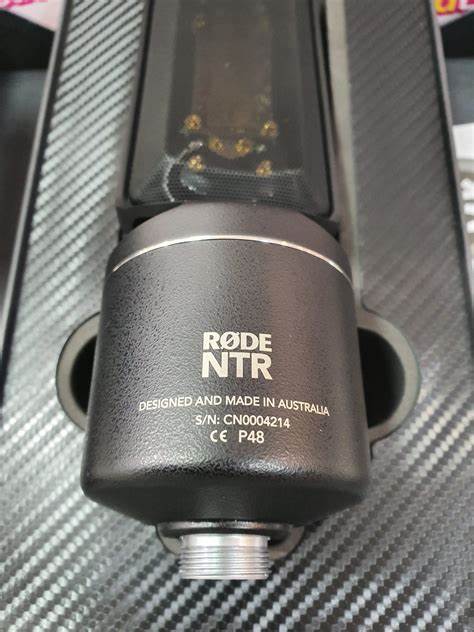 RØDE
NTR
DESIGNED AND MADE IN AUSTRALIA
S/N: CN0004214
CE P48